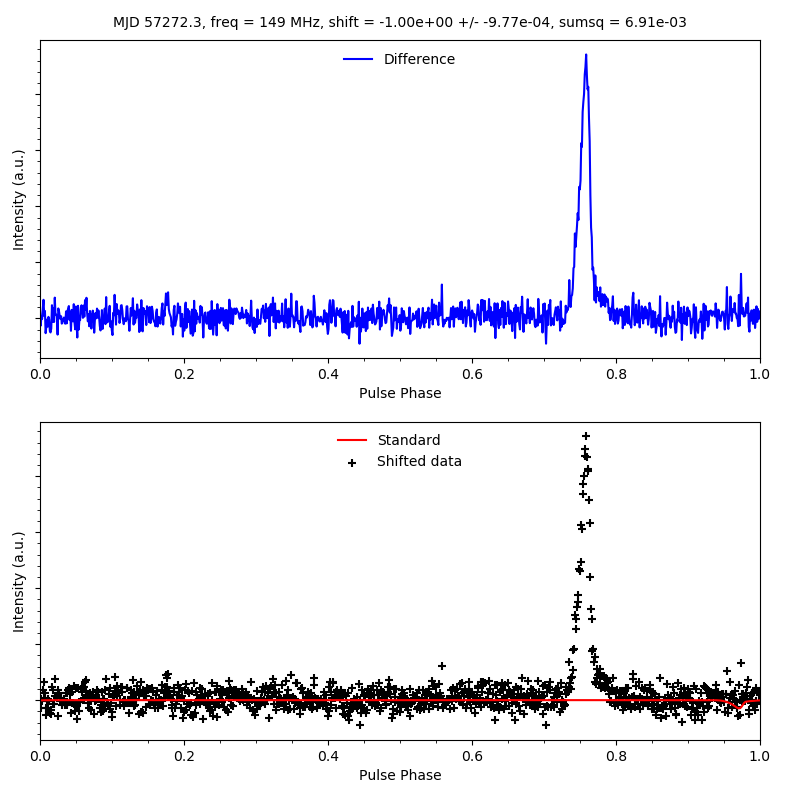 MJD 57272.3, freq = 149 MHz, shift = -1.00e+00 +/- -9.77e-04, sumsq = 6.91e-03
Difference
Intensity (a.u.)
0.0 0.2 0.4 0.6 0.8 1.0
Pulse Phase
Standard
Shifted data
Intensity (a.u.)
0.0 0.2 0.4 0.6 0.8 1.0
Pulse Phase